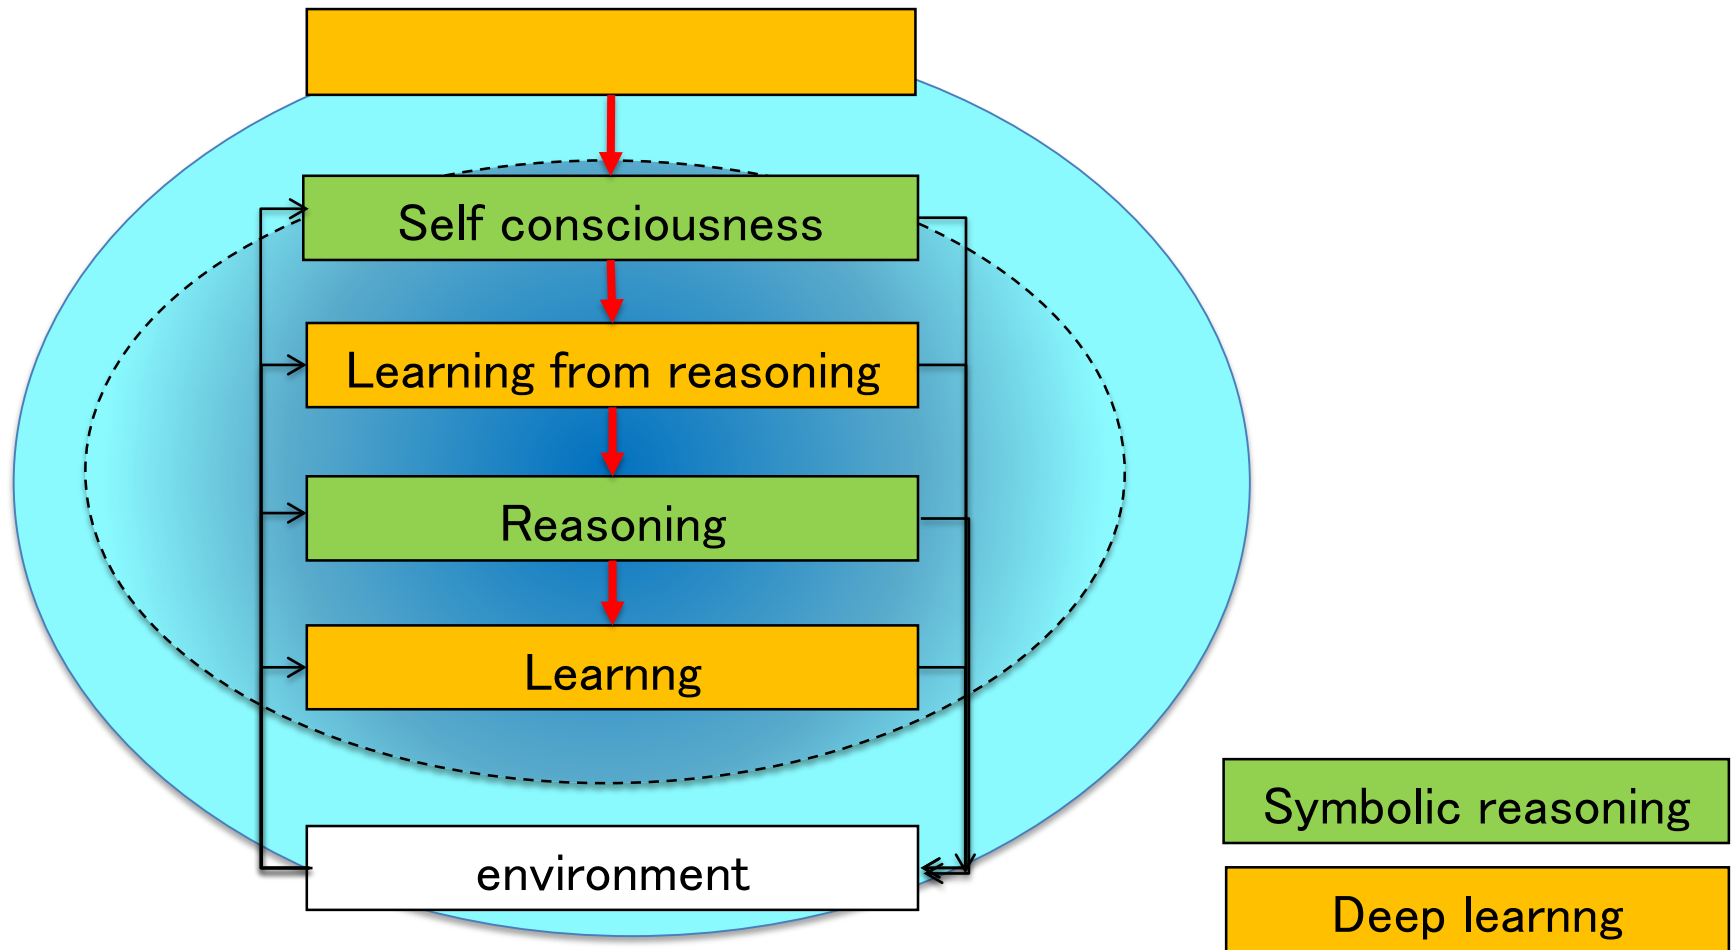 Self consciousness
Learning from reasoning
Reasoning
Learnng
environment
Symbolic reasoning
Deep learnng